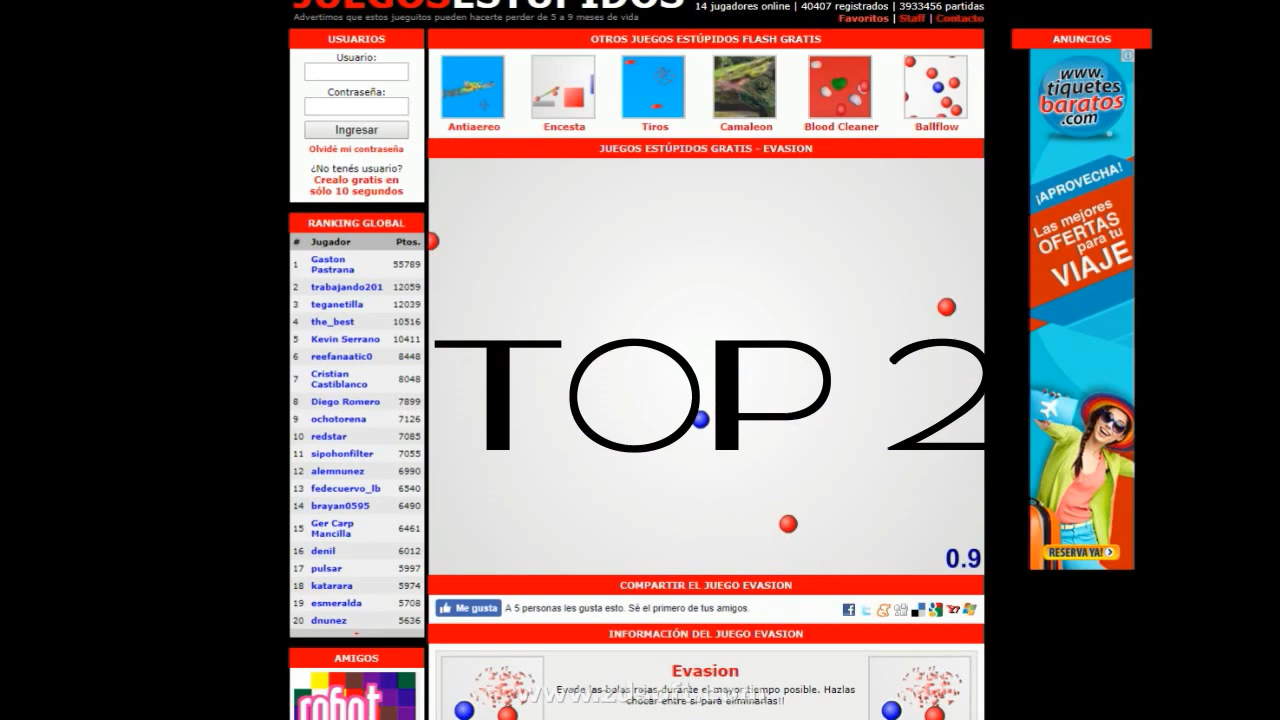 JUEGOSESTÚPIDOS
14 jugadores online | 40407 registrados | 3933456 partidas
Advertimos que estos jueguitos pueden hacerte perder de 5 a 9 meses de vida
Favoritos | Staff | Contacto
USUARIOS
Usuario:
Contraseña:
Ingresar
Olvidé mi contraseña
¿No tenés usuario?
Crealo gratis en
sólo 10 segundos
RANKING GLOBAL
# Jugador Ptos.
1 Gaston Pastrana 55789
2 trabajando201 12059
3 teganetilla 12039
4 the_best 10516
5 Kevin Serrano 10411
6 reefanaatic0 8448
7 Cristian Castiblanco 8048
8 Diego Romero 7899
9 ochotorena 7126
10 redstar 7085
11 sipohonfilter 7055
12 alemnunez 6990
13 fedecuervo_lb 6540
14 brayan0595 6490
15 Ger Carp Mancilla 6461
16 denil 6012
17 pulsar 5997
18 katarara 5974
19 esmeralda 5708
20 dnunez 5636
AMIGOS
robot
OTROS JUEGOS ESTÚPIDOS FLASH GRATIS
Antiaereo Encesta Tiros Camaleon Blood Cleaner Ballflow
JUEGOS ESTÚPIDOS GRATIS - EVASION
TOP 2
0.9
COMPARTIR EL JUEGO EVASION
Me gusta A 5 personas les gusta esto. Sé el primero de tus amigos.
INFORMACIÓN DEL JUEGO EVASION
Evasion
Evade las bolas rojas durante el mayor tiempo posible. Hazlas
chocar entre si para eliminarlas!!
ANUNCIOS
www.
tiquetes
baratos
.com
¡APROVECHA!
Las mejores
OFERTAS
para tu
VIAJE
RESERVA YA!